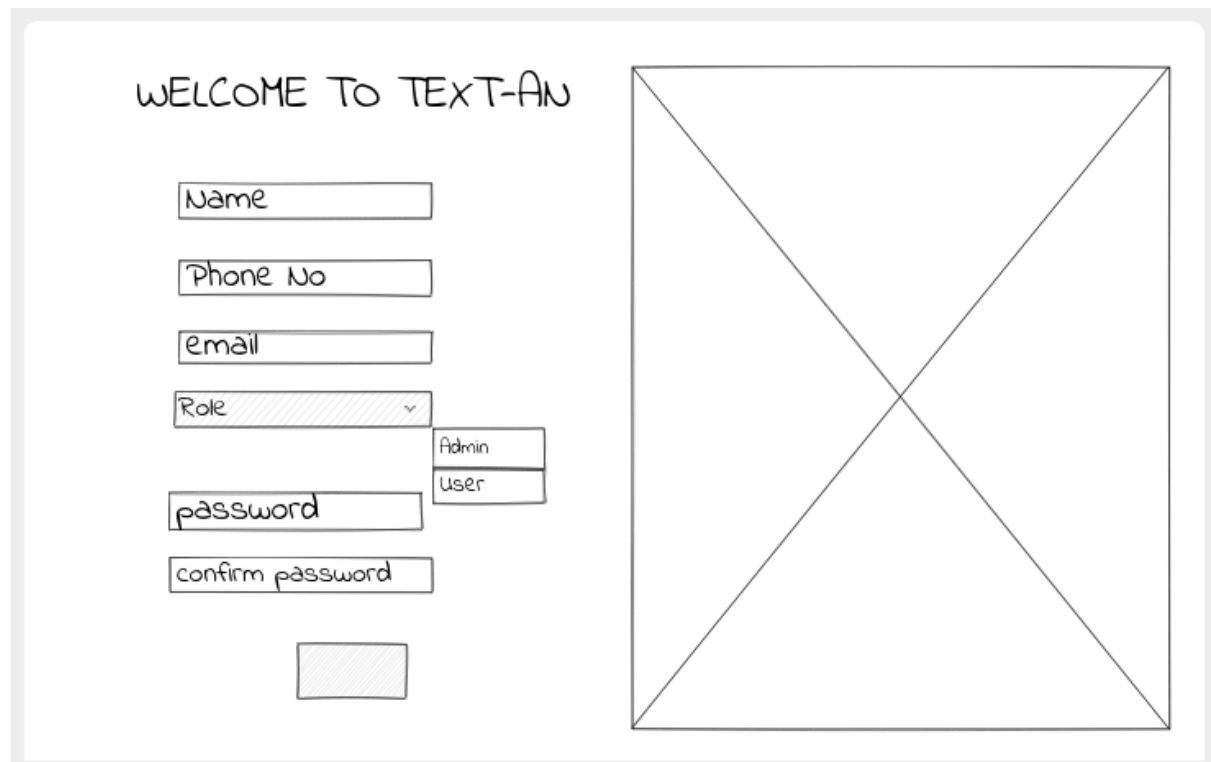 WELCOME TO TEXT-AN
Name
Phone No
email
Role
Admin
User
password
confirm password